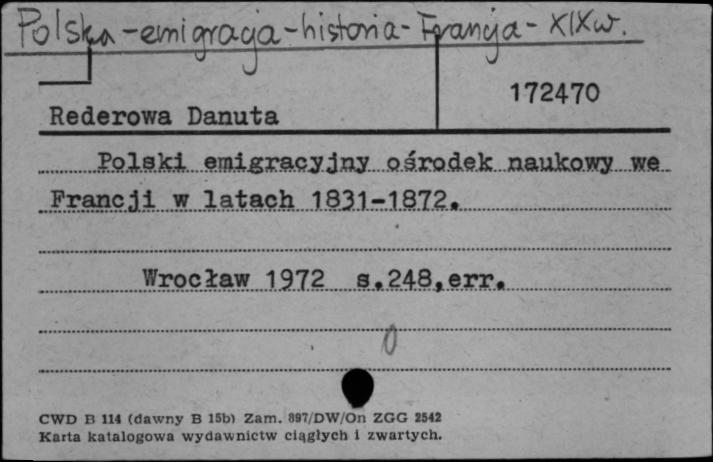 Polska - emigracja - historia - Francja - XIXw.
172470
Rederowa Danuta
Polski emigracyjny ośrodek naukowy we
Francji w latach 1831-1872.
Wrocław 1972 s.248,err.
0
CWD B 114 (dawny B 15b) Zam. 897/DW/On ZGG 2542
Karta katalogowa wydawnictw ciągłych i zwartych.